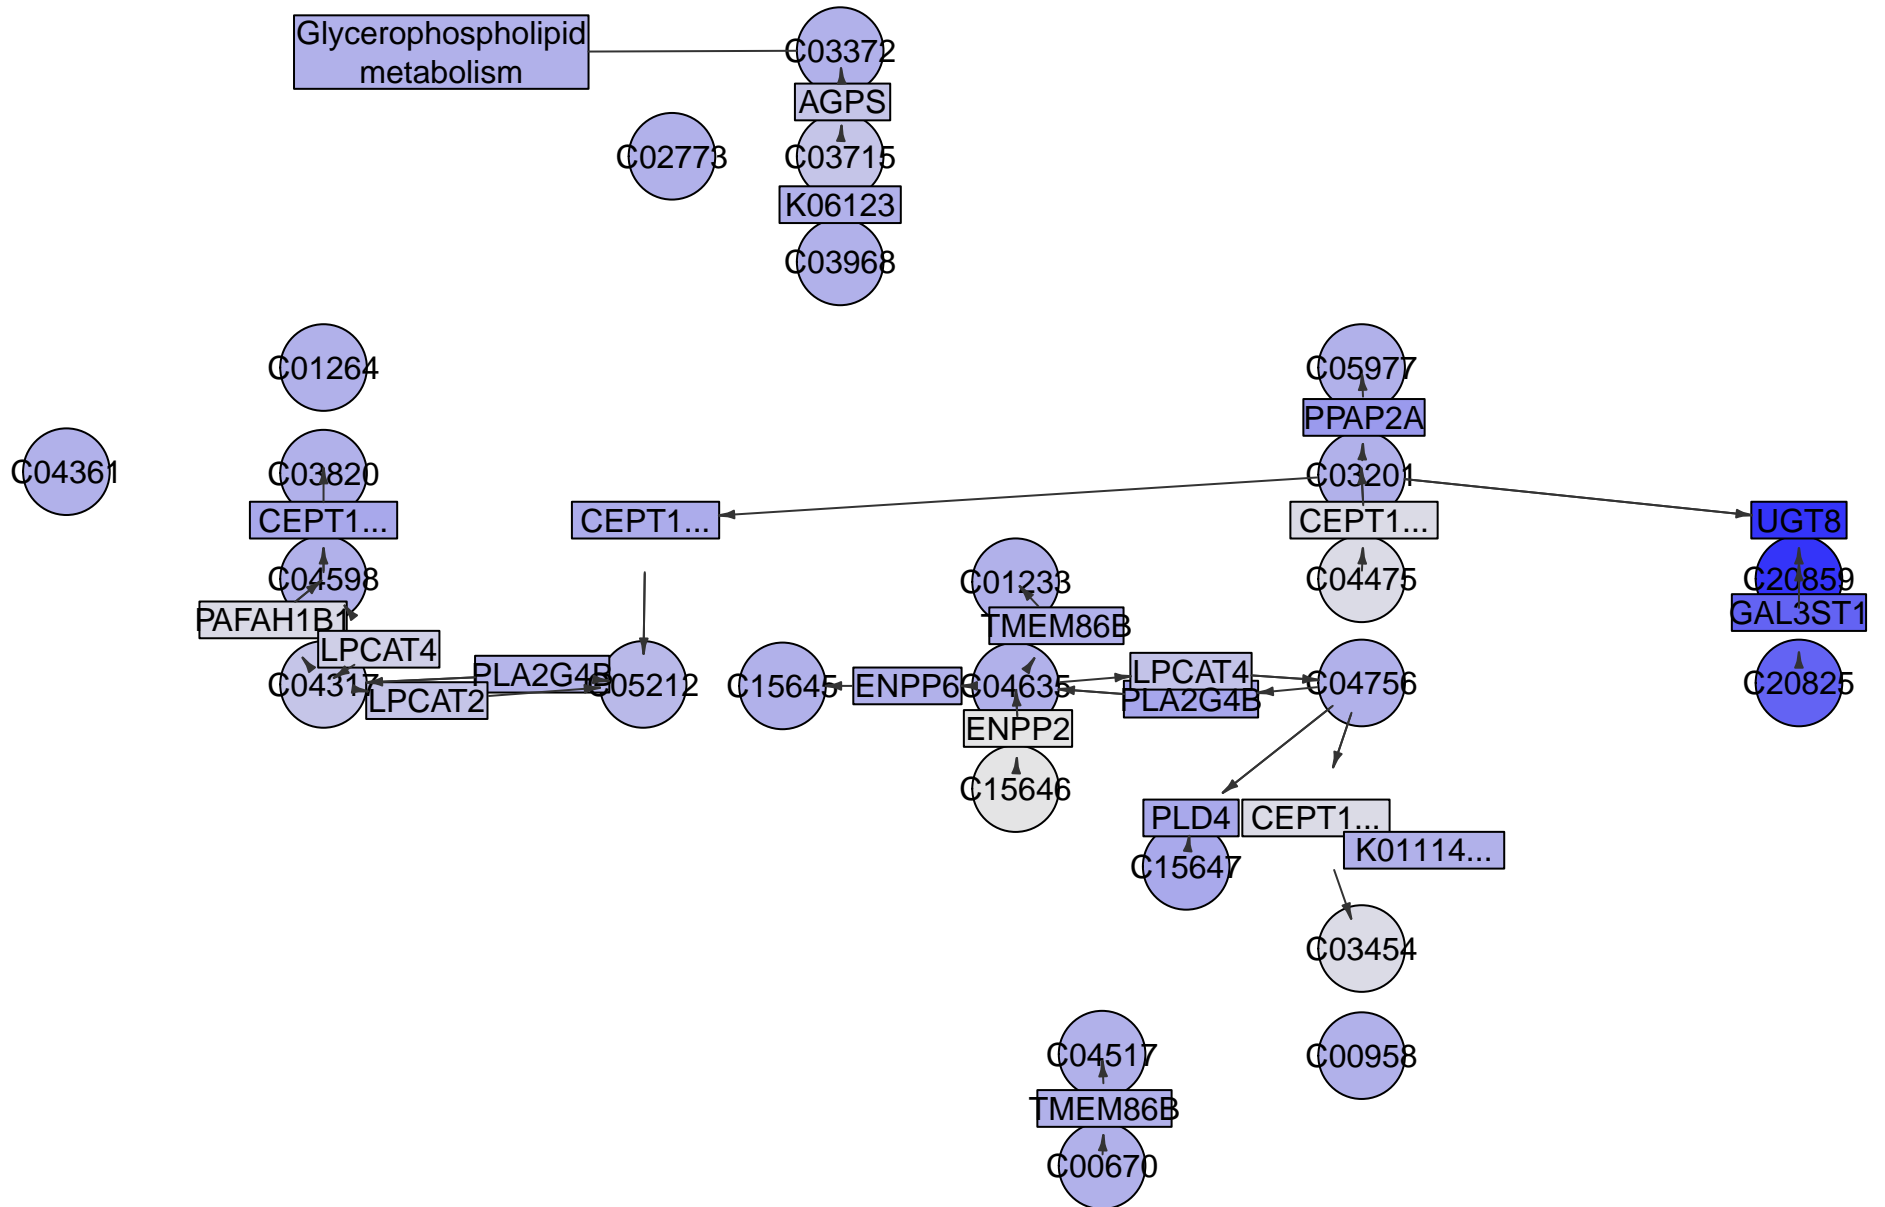 Glycerophospholipid
metabolism
C03372
AGPS
C02773
C03715
K06123
C03968
C01264
C05977
PPAP2A
C04361
C03820
C03201
CEPT1...
CEPT1...
CEPT1...
UGT8
C04598
C01233
C04475
C20859
PAFAH1B1
TMEM86B
GAL3ST1
LPCAT4
C04317
PLA2G4B
LPCAT2
C05212
C15645
ENPP6
C04635
LPCAT4
PLA2G4B
C04756
C20825
ENPP2
C15646
PLD4
CEPT1...
K01114...
C15647
C03454
C04517
C00958
TMEM86B
C00670